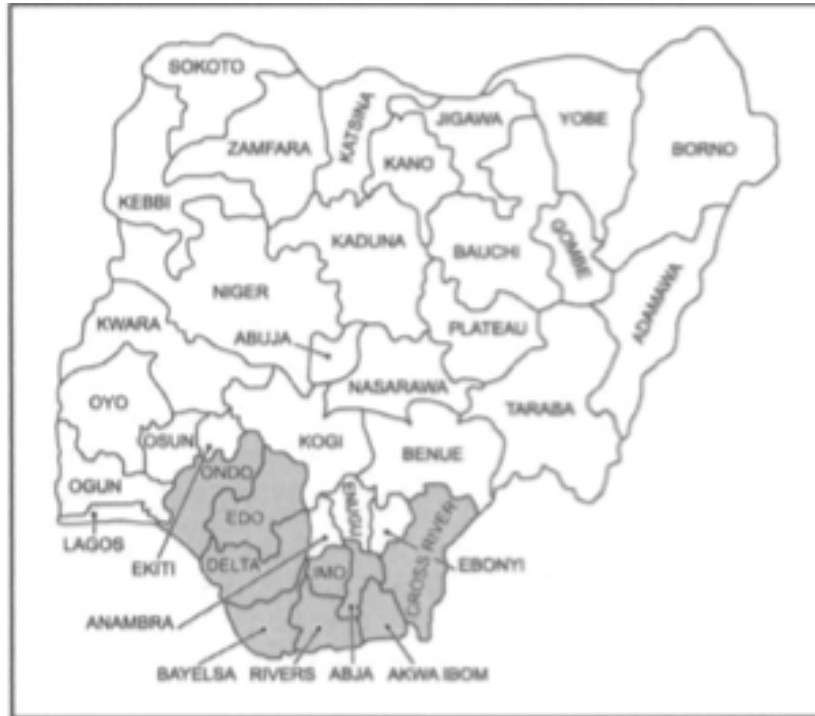 SOKOTO
KATSINA
JIGAWA
YOBE
ZAMFARA
KANO
BORNO
KEBBI
KADUNA
BAUCHI
GOMBE
NIGER
ADAMAWA
KWARA
ABUJA
PLATEAU
NASARAWA
OYO
TARABA
OSUN
KOGI
BENUE
ONDO
OGUN
ENUGU
EDO
CROSS RIVER
LAGOS
EKITI
DELTA
IMO
EBONYI
ANAMBRA
BAYELSA
RIVERS
ABJA
AKWA IBOM